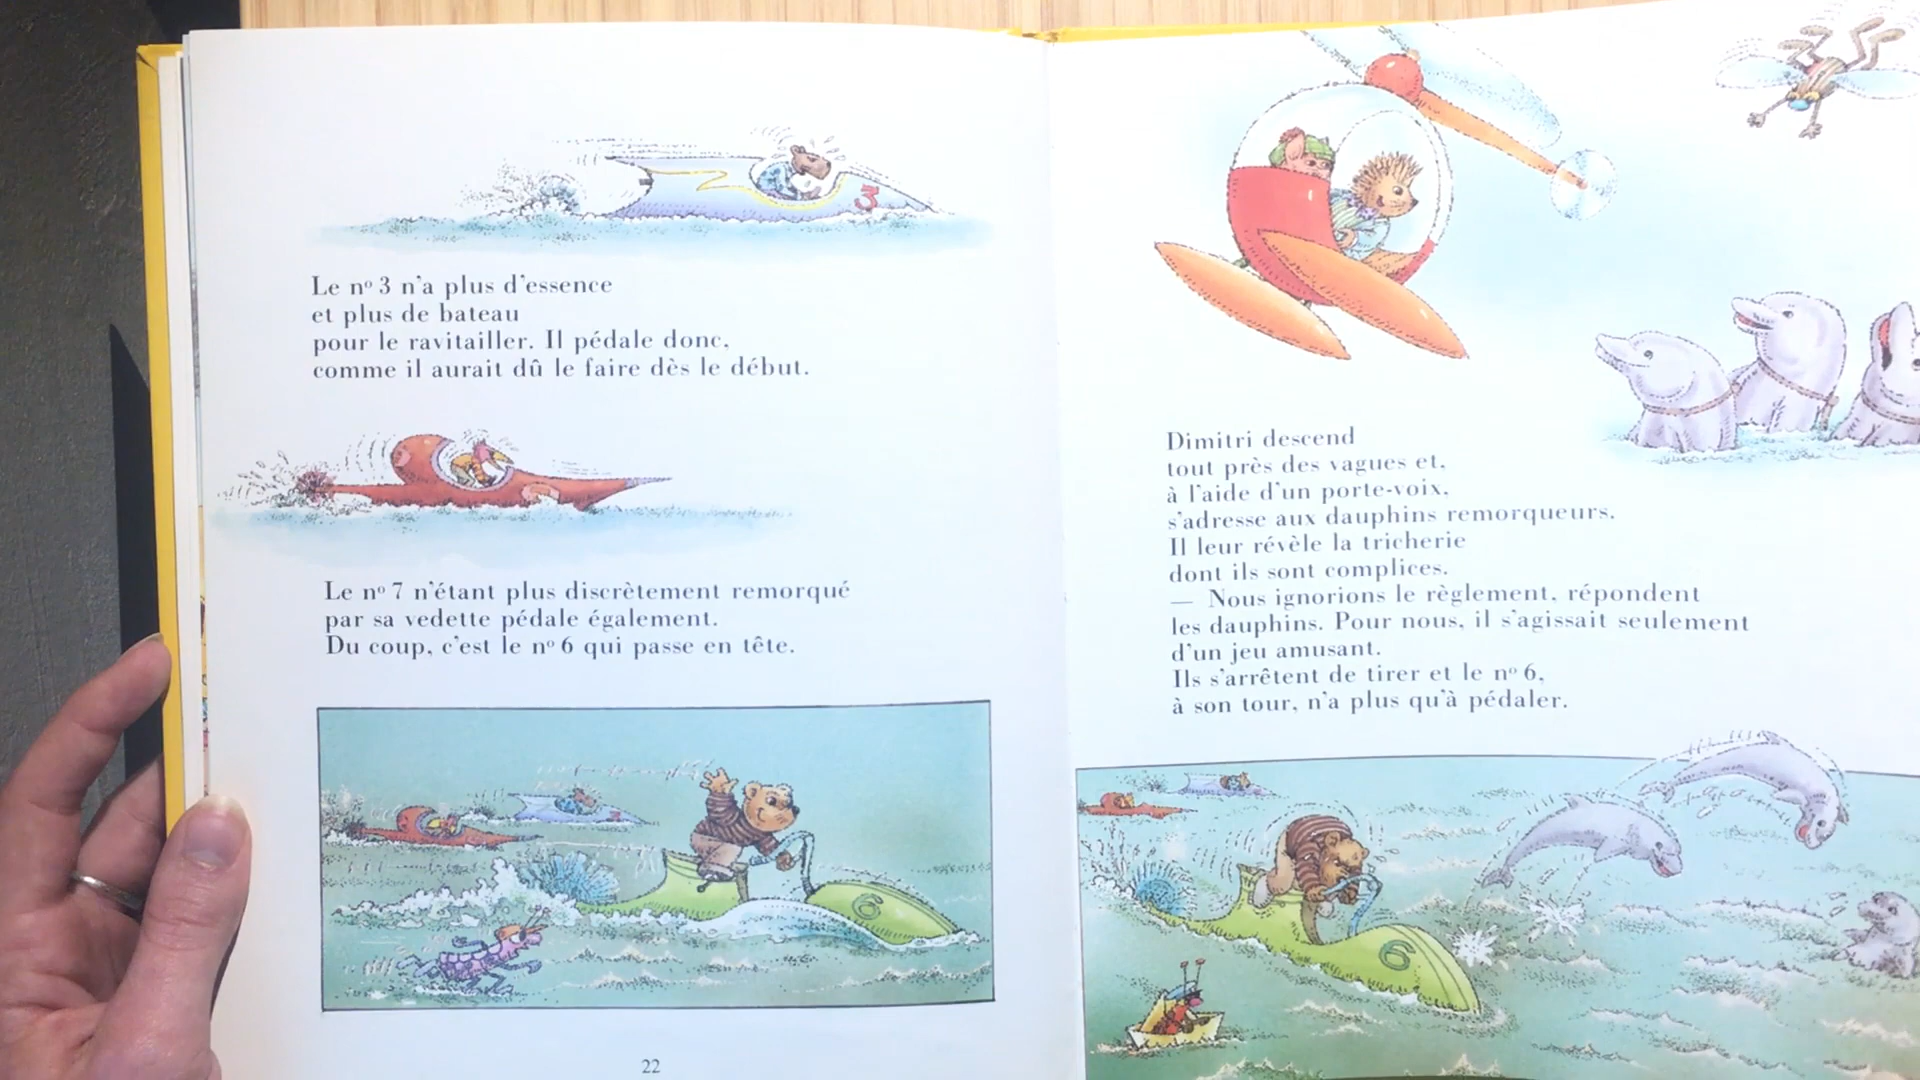 3
Le nº 3 n'a plus d'essence
et plus de bateau
pour le ravitailler. Il pédale donc,
comme il aurait dû le faire dès le début.
Le nº 7 n'étant plus discrètement remorqué
par sa vedette pédale également.
Du coup, c'est le nº 6 qui passe en tête.
6
22
Dimitri descend
tout près des vagues et,
à l'aide d'un porte-voix,
s'adresse aux dauphins remorqueurs.
Il leur révèle la tricherie
dont ils sont complices.
— Nous ignorions le règlement, répondent
les dauphins. Pour nous, il s'agissait seulement
d'un jeu amusant.
Ils s'arrêtent de tirer et le nº 6,
à son tour, n'a plus qu'à pédaler.
6